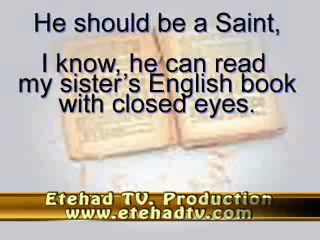 He should be a Saint,
I know, he can read
my sister's English book
with closed eyes.
Etehad TV. Production
www.etehadtv.com